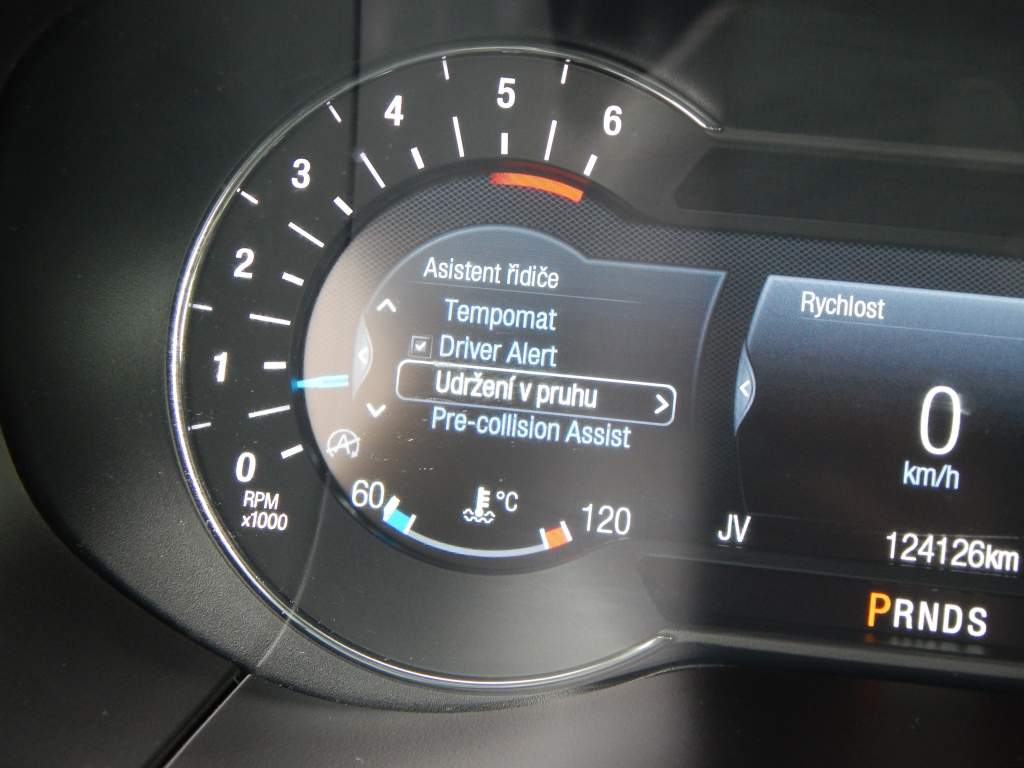 6
5
4
3
2
1
0
RPM
x1000
Asistent řidiče
Tempomat
Driver Alert
Udržení v pruhu
Pre-collision Assist
A
60
°C
120
Rychlost
0
km/h
JV
124126km
PRNDS